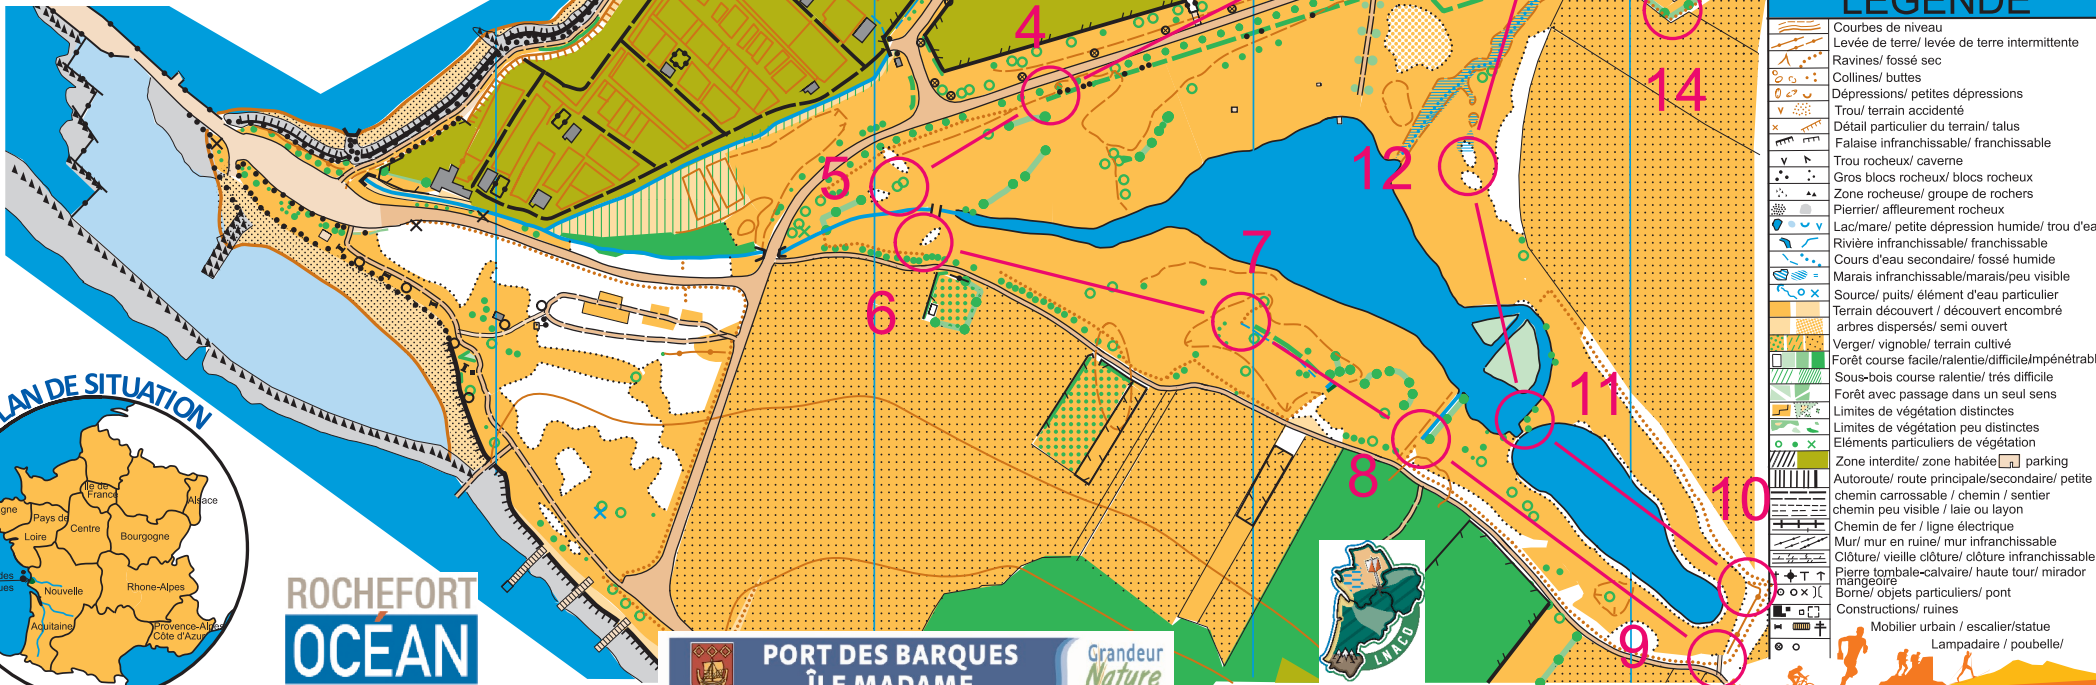 4
5
6
7
8
9
10
11
12
14
LÉGENDE
Courbes de niveau
Levée de terre/ levée de terre intermittente
Ravines/ fossé sec
Collines/ buttes
Dépressions/ petites dépressions
Trou/ terrain accidenté
Détail particulier du terrain/ talus
Falaise infranchissable/ franchissable
Trou rocheux/ caverne
Gros blocs rocheux/ blocs rocheux
Zone rocheuse/ groupe de rochers
Pierrier/ affleurement rocheux
Lac/mare/ petite dépression humide/ trou d'ea
Rivière infranchissable/ franchissable
Cours d'eau secondaire/ fossé humide
Marais infranchissable/marais/peu visible
Source/ puits/ élément d'eau particulier
Terrain découvert / découvert encombré
arbres dispersés/ semi ouvert
Verger/ vignoble/ terrain cultivé
Forêt course facile/ralentie/difficile/Impénétrabl
Sous-bois course ralentie/ trés difficile
Forêt avec passage dans un seul sens
Limites de végétation distinctes
Limites de végétation peu distinctes
Eléments particuliers de végétation
Zone interdite/ zone habitée parking
Autoroute/ route principale/secondaire/ petite
chemin carrossable / chemin / sentier
chemin peu visible / laie ou layon
Chemin de fer / ligne électrique
Mur/ mur en ruine/ mur infranchissable
Clôture/ vieille clôture/ clôture infranchissable
Pierre tombale-calvaire/ haute tour/ mirador
mangeoire
Borne/ objets particuliers/ pont
Constructions/ ruines
Mobilier urbain / escalier/statue
Lampadaire / poubelle/
LAN DE SITUATION
Ile de
France
Alsace
gne
Pays de
Loire
Centre
Bourgogne
des
ues
Nouvelle
Aquitaine
Rhone-Alpes
Provence-Alpes
Côte d'Azur
ROCHEFORT
OCÉAN
PORT DES BARQUES
ÎLE MADAME
Grandeur
Nature
LNACO